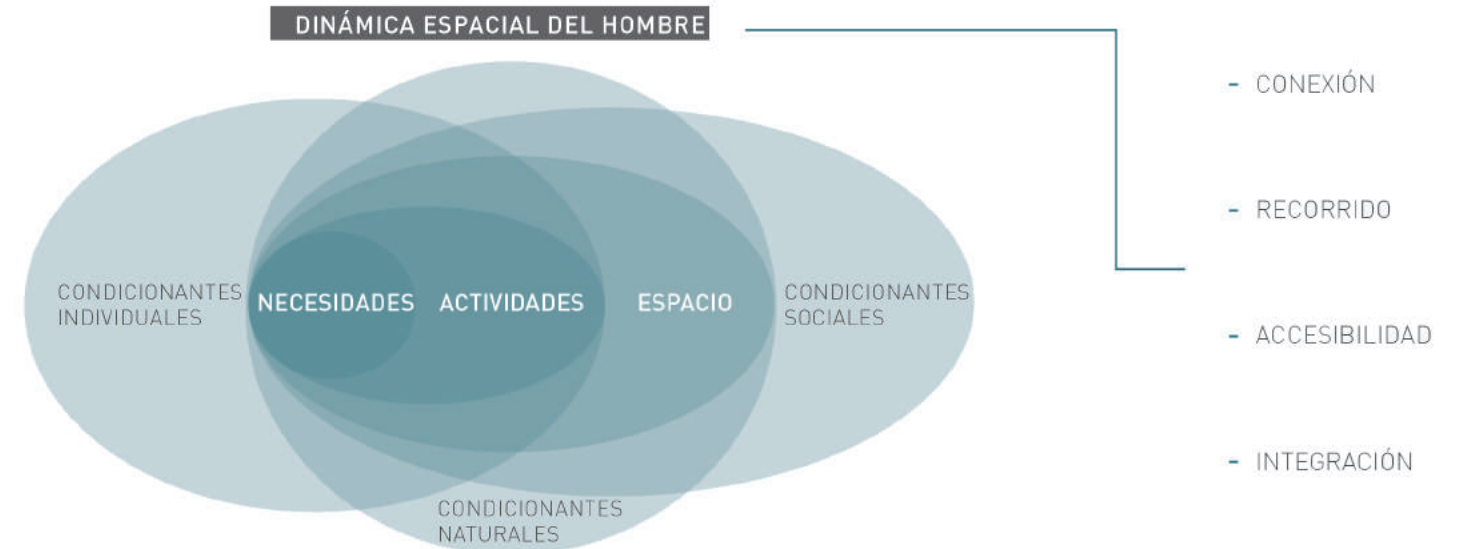 DINÁMICA ESPACIAL DEL HOMBRE
CONDICIONANTES
INDIVIDUALES
NECESIDADES
ACTIVIDADES
ESPACIO
CONDICIONANTES
SOCIALES
CONDICIONANTES
NATURALES
- CONEXIÓN
- RECORRIDO
- ACCESIBILIDAD
- INTEGRACIÓN